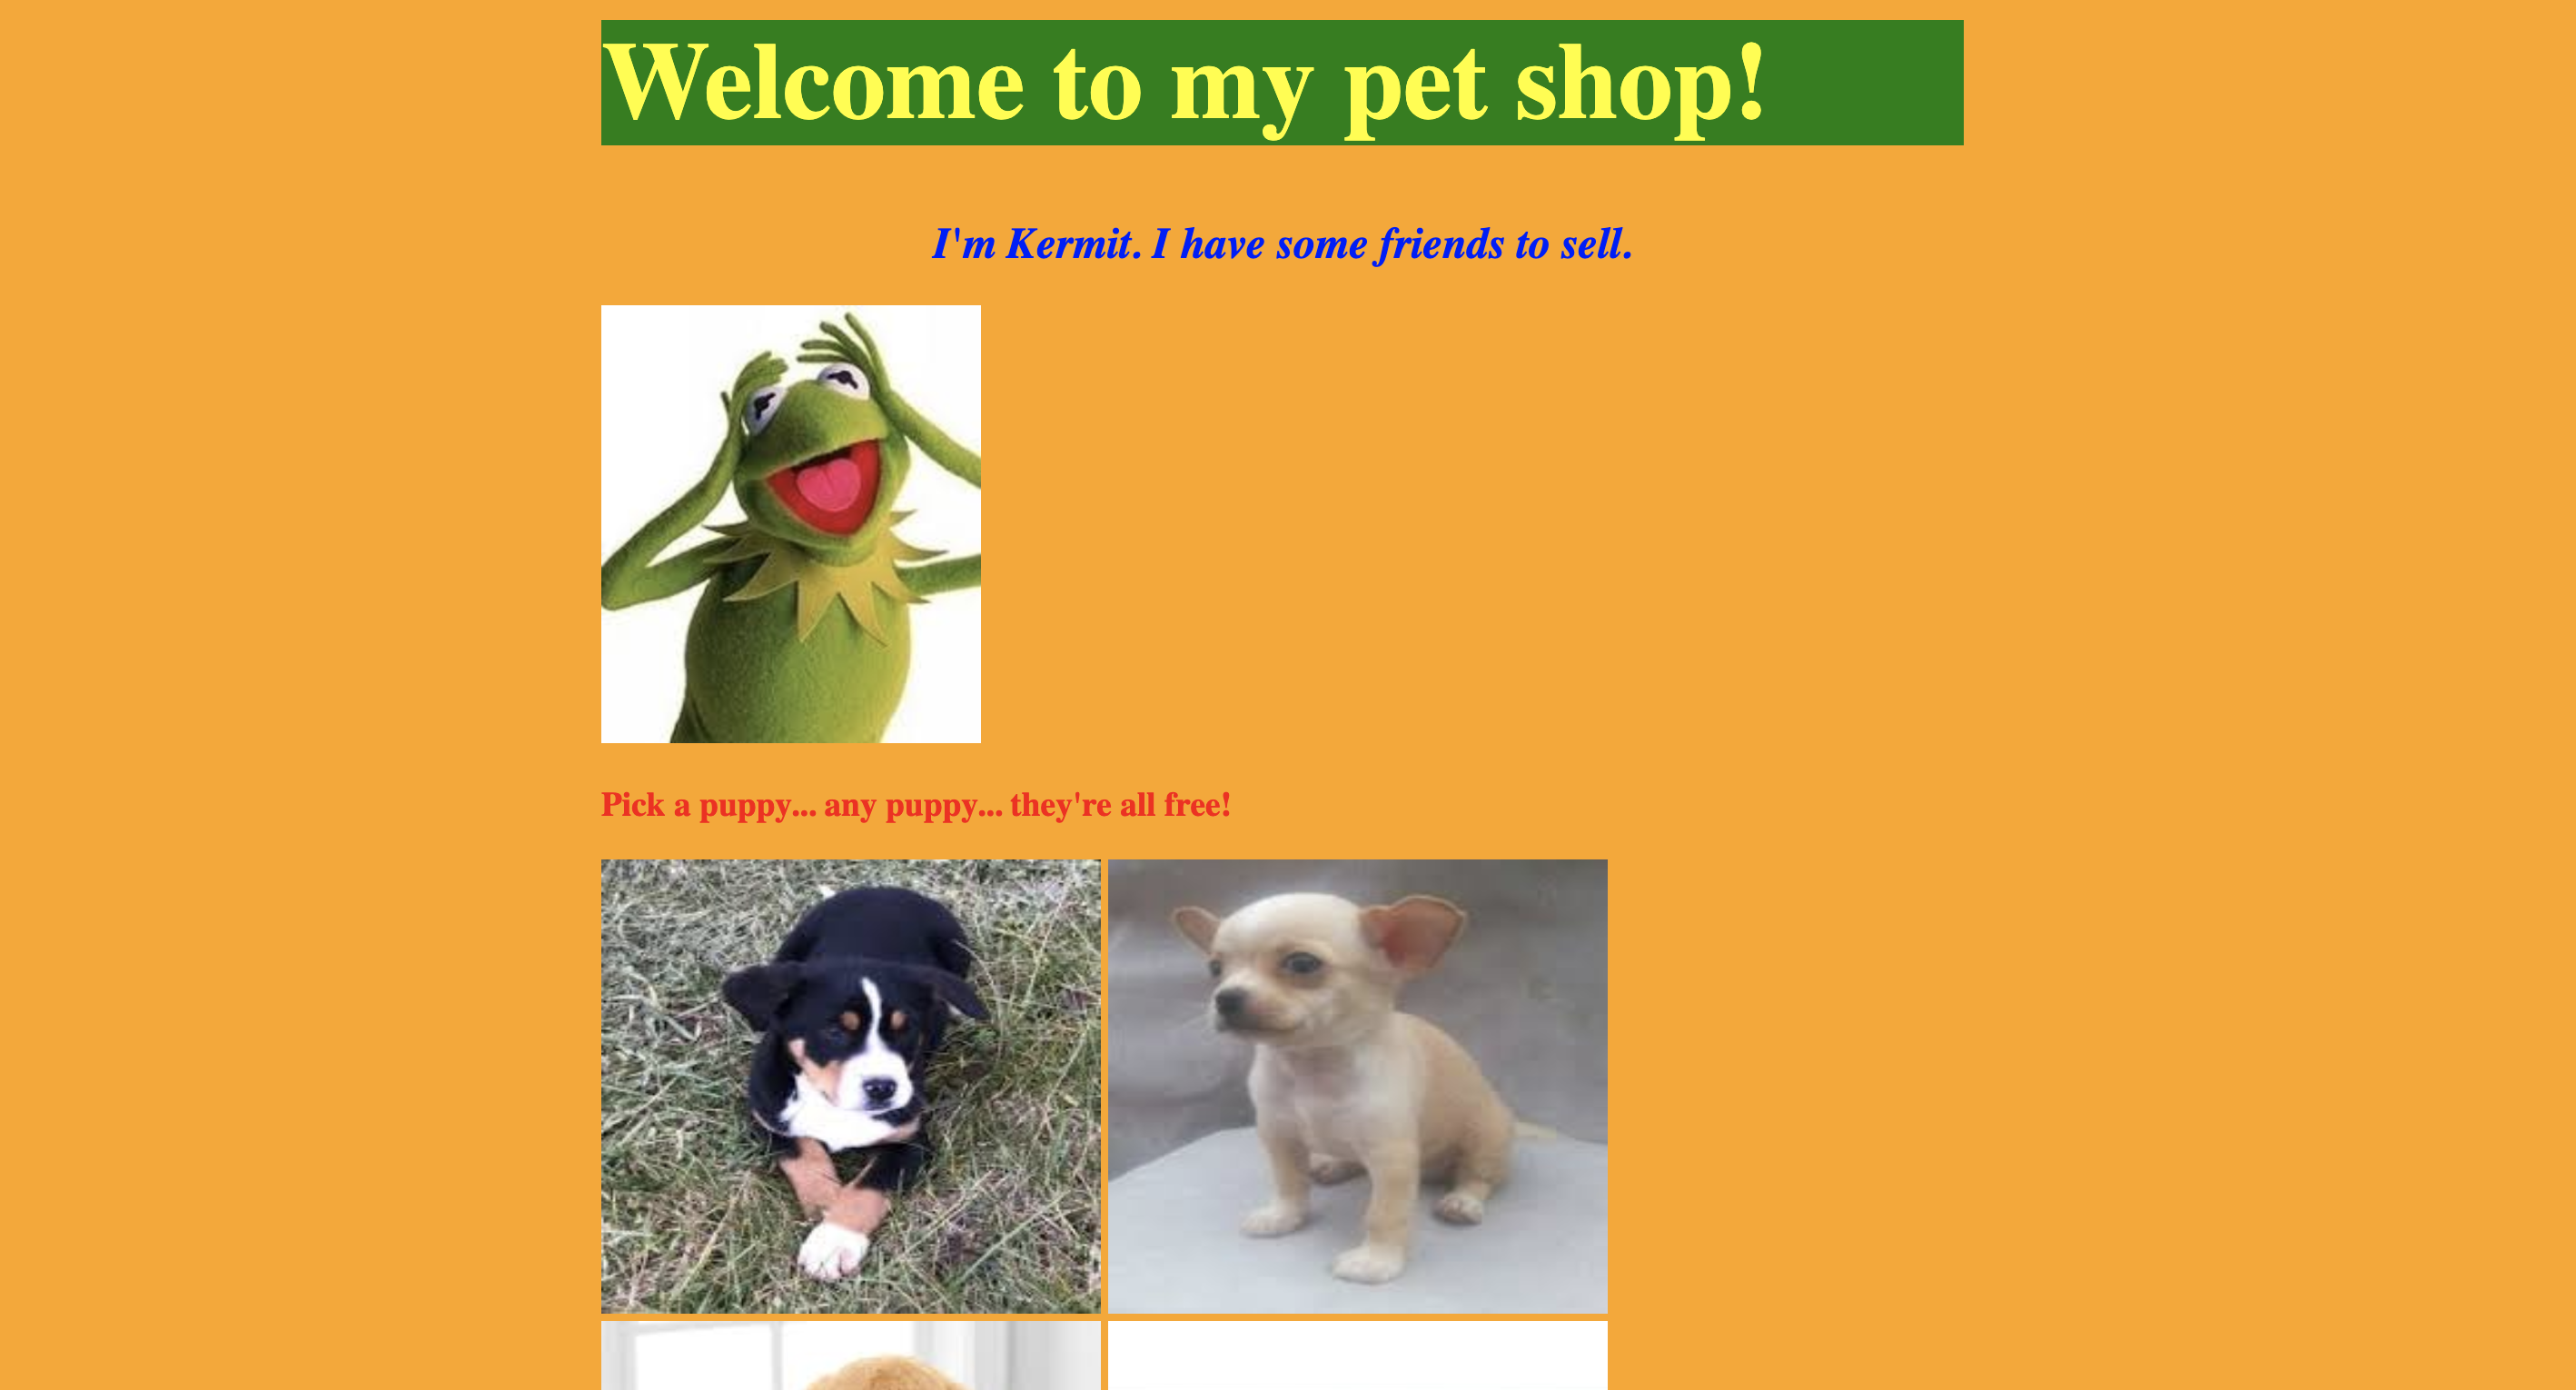 Welcome to my pet shop!
I'm Kermit. I have some friends to sell.
Pick a puppy... any puppy... they're all free!